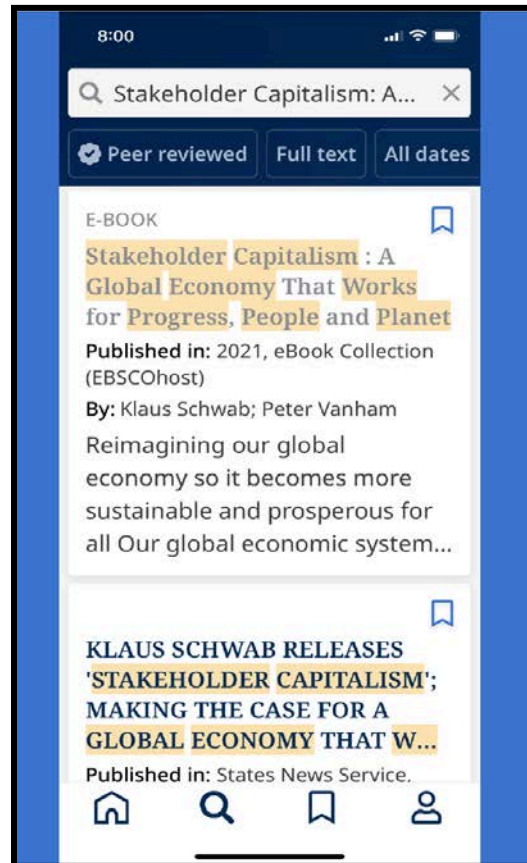 8:00
Stakeholder Capitalism: A...
Peer reviewed
Full text
All dates
E-BOOK
Stakeholder Capitalism : A
Global Economy That Works
for Progress, People and Planet
Published in: 2021, eBook Collection
(EBSCOhost)
By: Klaus Schwab; Peter Vanham
Reimagining our global
economy so it becomes more
sustainable and prosperous for
all Our global economic system...
KLAUS SCHWAB RELEASES
'STAKEHOLDER CAPITALISM';
MAKING THE CASE FOR A
GLOBAL ECONOMY THAT W...
Published in: States News Service,